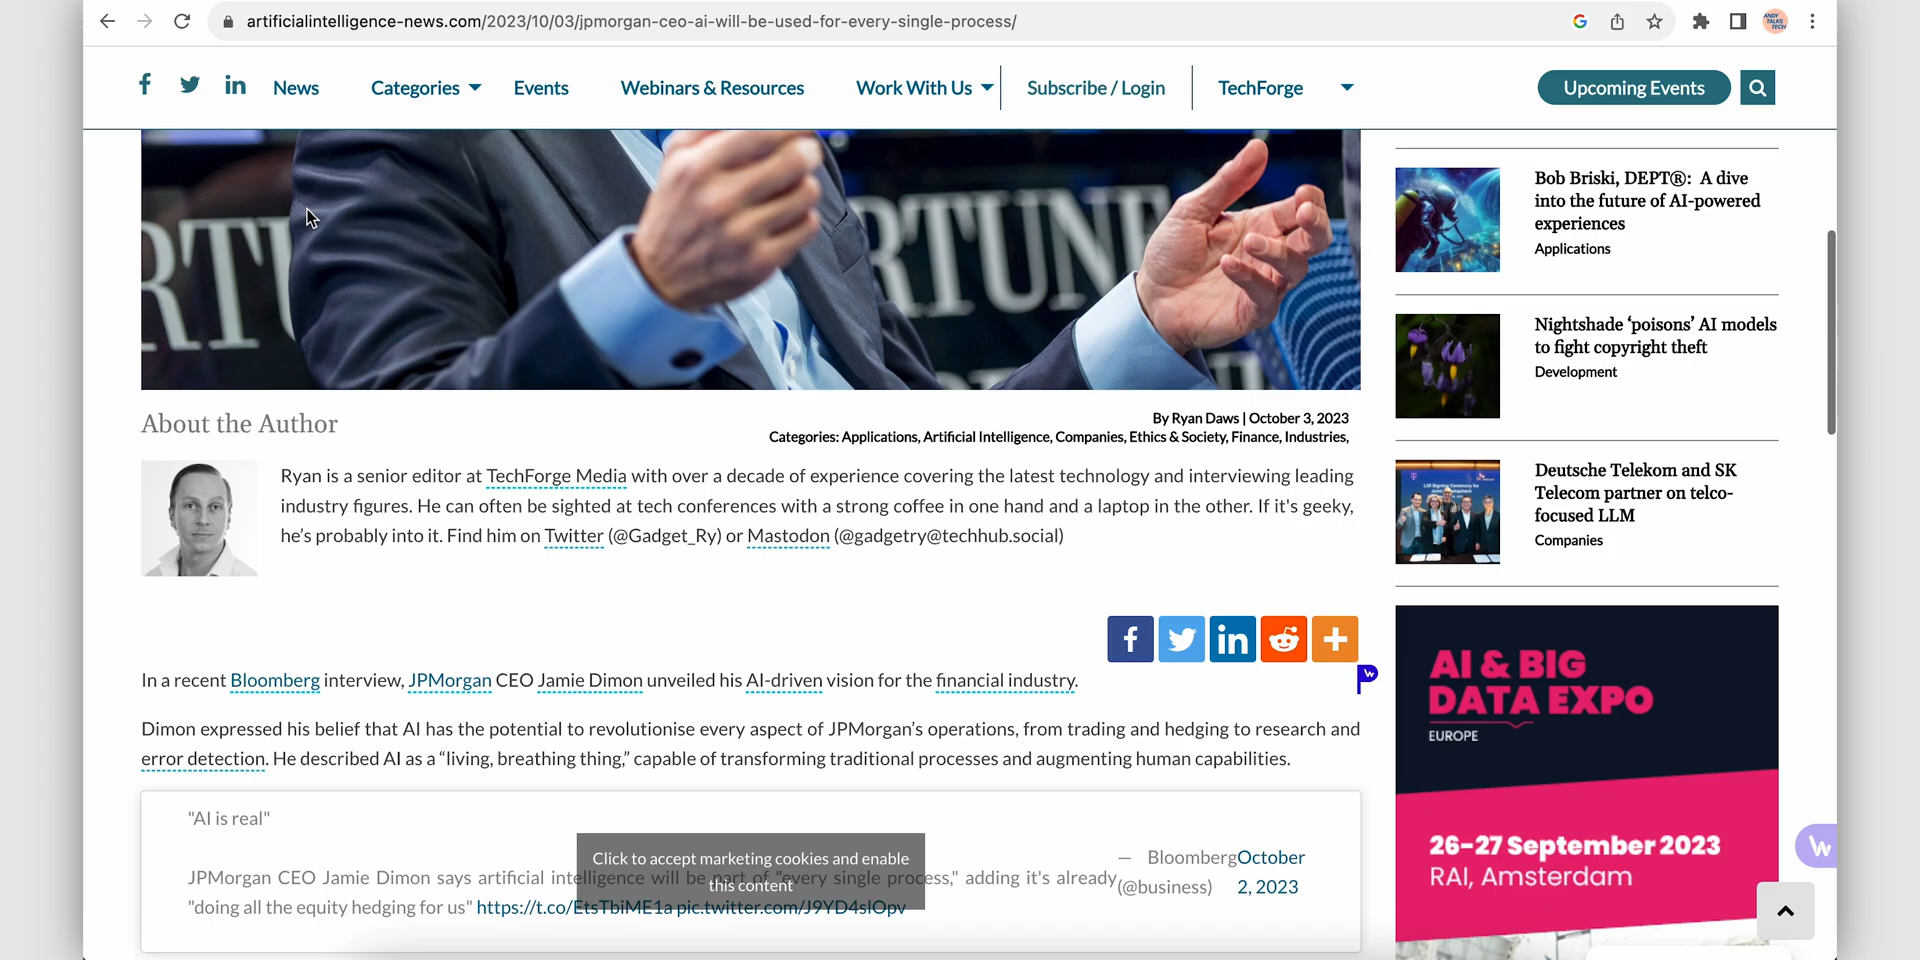 artificialintelligence-news.com/2023/10/03/jpmorgan-ceo-ai-will-be-used-for-every-single-process/
ANDY TALKS TECH
News
Categories
Events
Webinars & Resources
Work With Us
Subscribe / Login
TechForge
Upcoming Events
RTUNE
ORTUNE
About the Author
By Ryan Daws | October 3, 2023
Categories: Applications, Artificial Intelligence, Companies, Ethics & Society, Finance, Industries,
Ryan is a senior editor at TechForge Media with over a decade of experience covering the latest technology and interviewing leading
industry figures. He can often be sighted at tech conferences with a strong coffee in one hand and a laptop in the other. If it's geeky,
he’s probably into it. Find him on Twitter (@Gadget_Ry) or Mastodon (@gadgetry@techhub.social)
In a recent Bloomberg interview, JPMorgan CEO Jamie Dimon unveiled his AI-driven vision for the financial industry.
Dimon expressed his belief that AI has the potential to revolutionise every aspect of JPMorgan’s operations, from trading and hedging to research and
error detection. He described AI as a “living, breathing thing,” capable of transforming traditional processes and augmenting human capabilities.
"AI is real"
JPMorgan CEO Jamie Dimon says artificial intelligence will be part of "every single process," adding it's already
"doing all the equity hedging for us" https://t.co/EtsTbiME1a pic.twitter.com/J9YD4slOpv
— Bloomberg
(@business)
October
2, 2023
Click to accept marketing cookies and enable
this content
Bob Briski, DEPT®: A dive
into the future of AI-powered
experiences
Applications
Nightshade ‘poisons’ AI models
to fight copyright theft
Development
Deutsche Telekom and SK
Telecom partner on telco-
focused LLM
Companies
AI & BIG
DATA EXPO
EUROPE
26-27 September 2023
RAI, Amsterdam